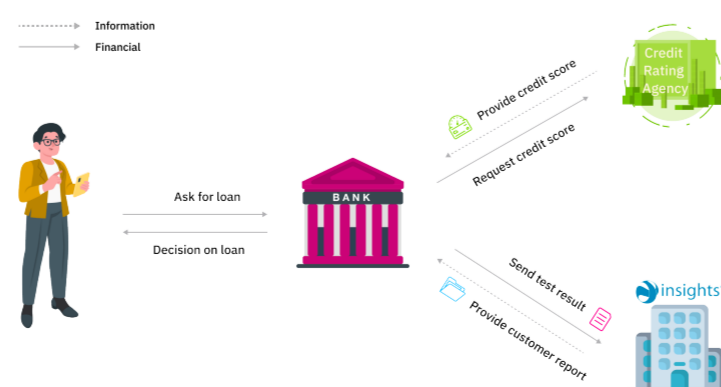 Information
Financial
Credit
Rating
Agency
Provide credit score
Request credit score
Ask for loan
BANK
Decision on loan
Send test result
insights
Provide customer report